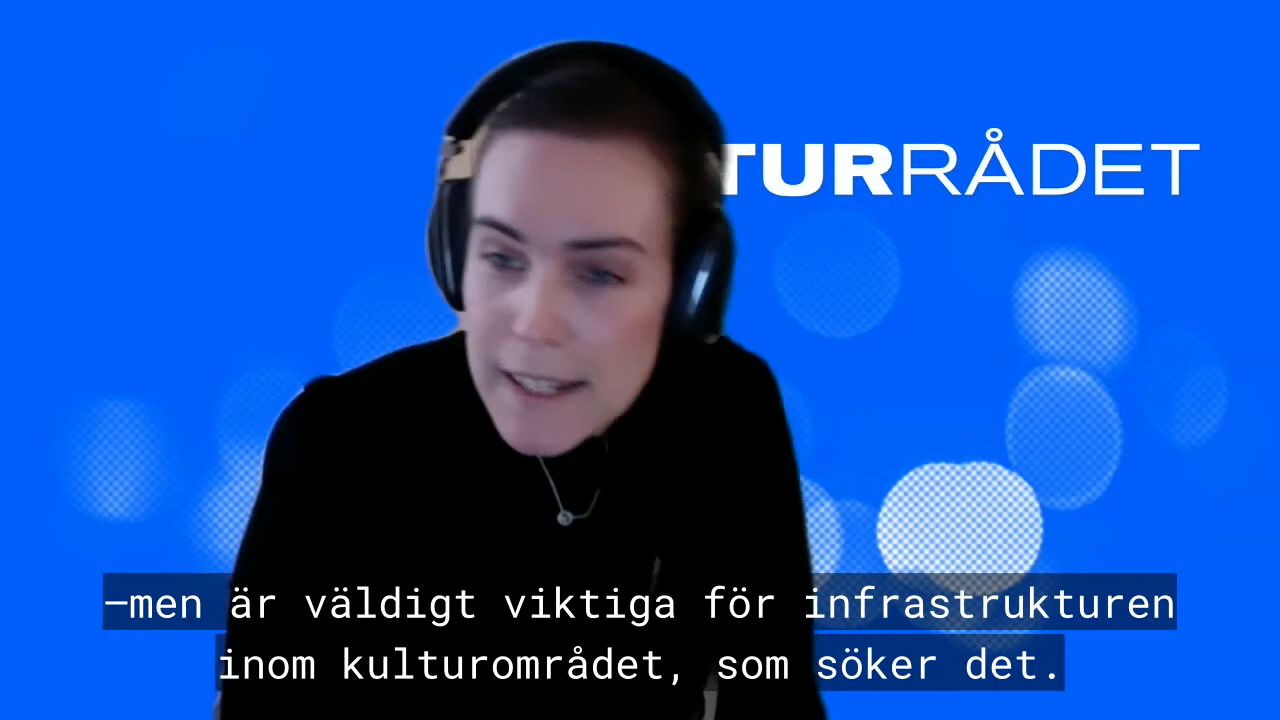 TURRÅDET
–men är väldigt viktiga för infrastrukturen
inom kulturområdet, som söker det.